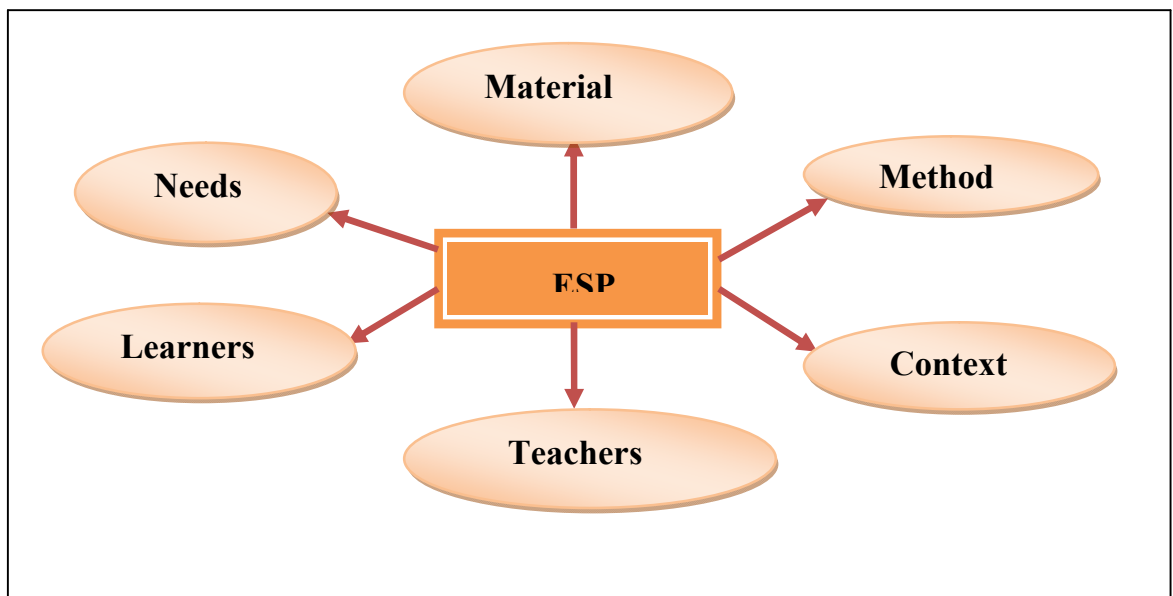 Material
Needs
Method
ESP
Learners
Context
Teachers